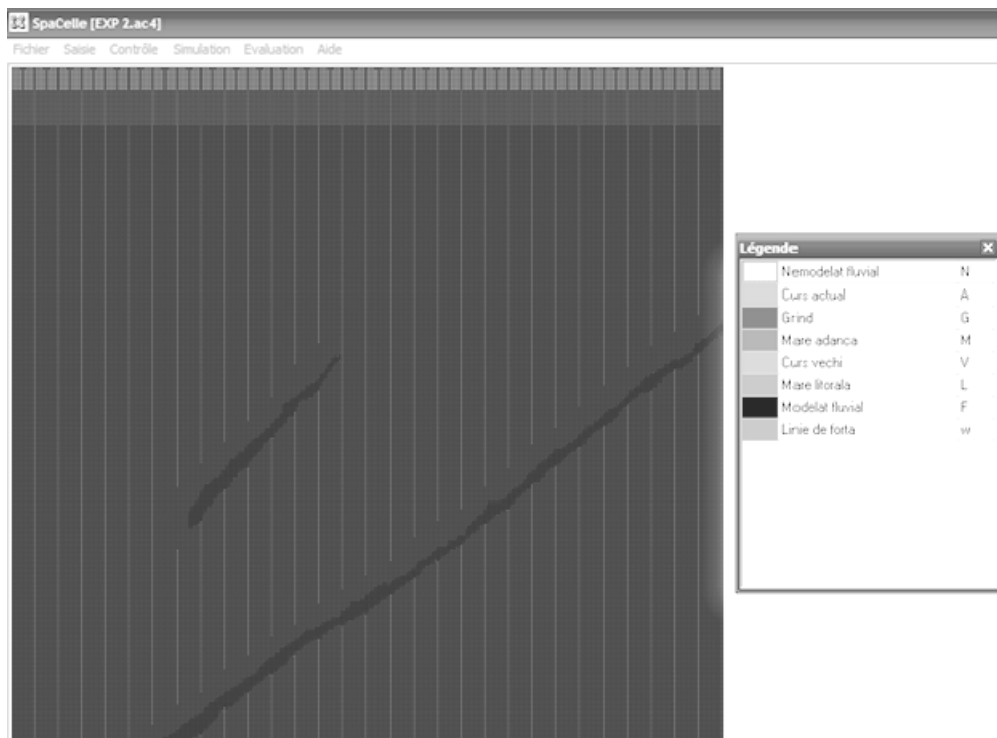 SpaCelle [EXP 2.ac4]
Fichier Saisie Contrôle Simulation Evaluation Aide
Légende
Nemodelat fluvial N
Curs actual A
Grind G
Mare adanca M
Curs vechi V
Mare litorala L
Modelat fluvial F
Linie de forta w